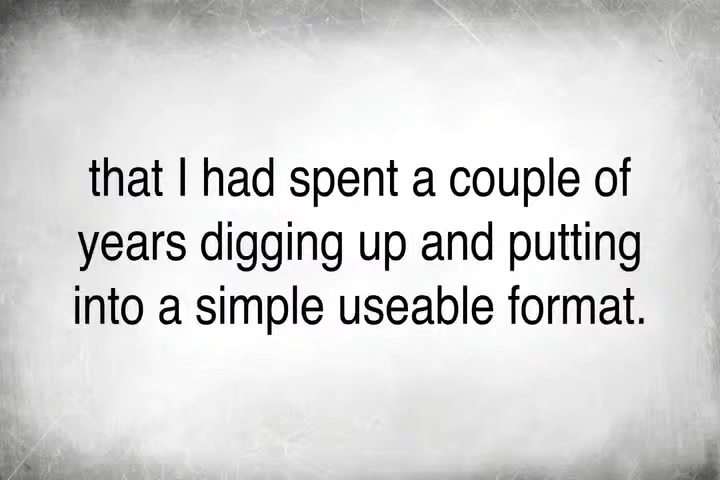 that I had spent a couple of
years digging up and putting
into a simple useable format.